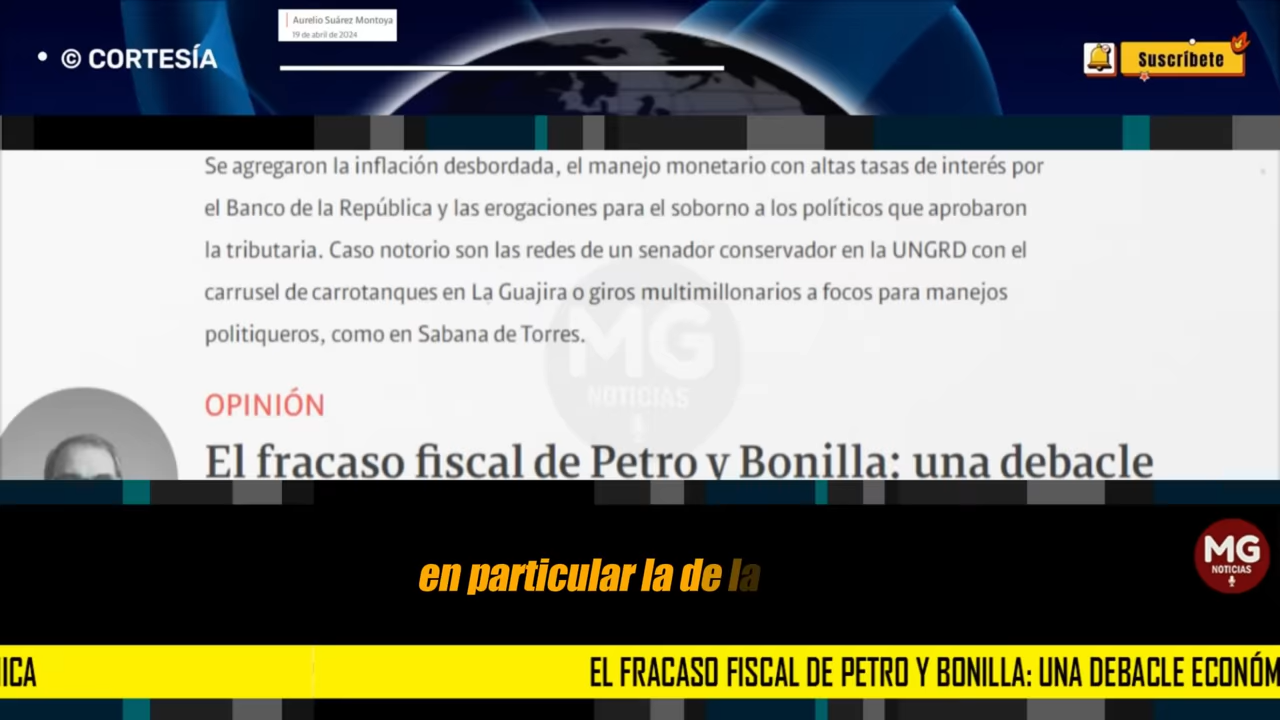 Aurelio Suárez Montoya
19 de abril de 2024
• © CORTESÍA
Suscríbete
Se agregaron la inflación desbordada, el manejo monetario con altas tasas de interés por
el Banco de la República y las erogaciones para el soborno a los políticos que aprobaron
la tributaria. Caso notorio son las redes de un senador conservador en la UNGRD con el
carrusel de carrotanques en La Guajira o giros multimillonarios a focos para manejos
politiqueros, como en Sabana de Torres.
MG
NOTICIAS
OPINIÓN
El fracaso fiscal de Petro y Bonilla: una debacle
en particular la de la
MG
NOTICIAS
ICA
EL FRACASO FISCAL DE PETRO Y BONILLA: UNA DEBACLE ECONÓM